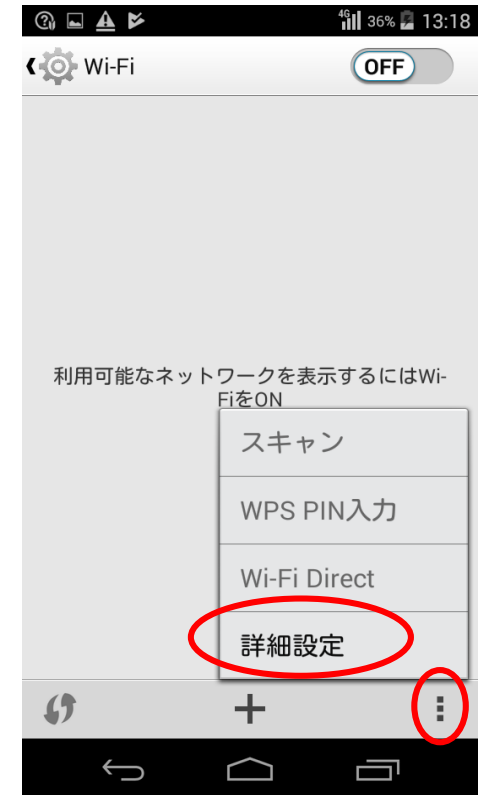 4G 36% 13:18
Wi-Fi OFF
利用可能なネットワークを表示するにはWi-
FiをON
スキャン
WPS PIN入力
Wi-Fi Direct
詳細設定